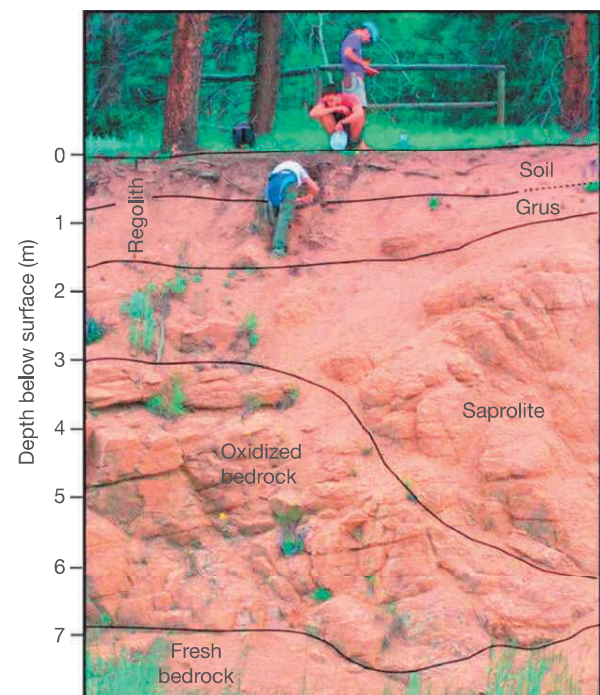 Depth below surface (m)
0
1
2
3
4
5
6
7
Regolith
Soil
Grus
Saprolite
Oxidized
bedrock
Fresh
bedrock